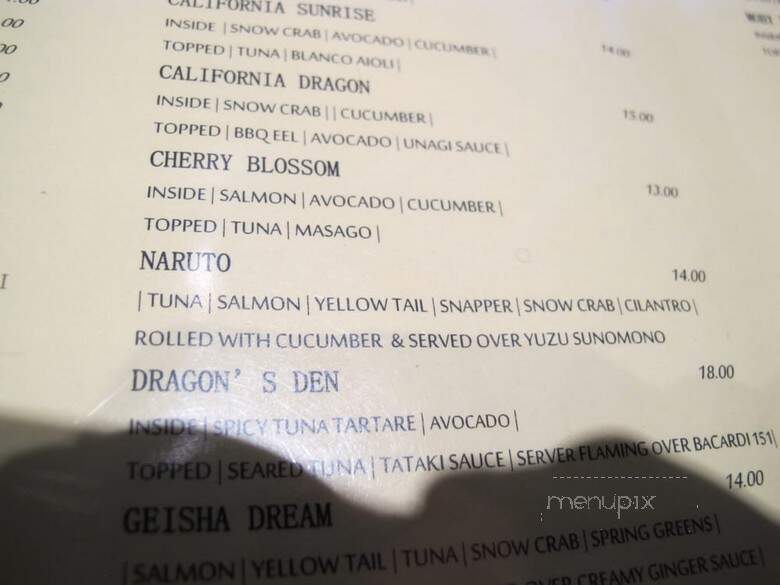 CALIFORNIA SUNRISE
INSIDE | SNOW CRAB | AVOCADO | CUCUMBER | 14.00
TOPPED | TUNA | BLANCO AIOLI |
CALIFORNIA DRAGON
INSIDE | SNOW CRAB | | CUCUMBER | 15.00
TOPPED | BBQ EEL | AVOCADO | UNAGI SAUCE |
CHERRY BLOSSOM 13.00
INSIDE | SALMON | AVOCADO | CUCUMBER |
TOPPED | TUNA | MASAGO |
NARUTO 14.00
| TUNA | SALMON | YELLOW TAIL | SNAPPER | SNOW CRAB | CILANTRO |
ROLLED WITH CUCUMBER & SERVED OVER YUZU SUNOMONO
DRAGON'S DEN 18.00
INSIDE | SPICY TUNA TARTARE | AVOCADO |
TOPPED | SEARED TUNA | TATAKI SAUCE | SERVER FLAMING OVER BACARDI 151 |
GEISHA DREAM 14.00
| SALMON | YELLOW TAIL | TUNA | SNOW CRAB | SPRING GREENS |
OVER CREAMY GINGER SAUCE |
menupix